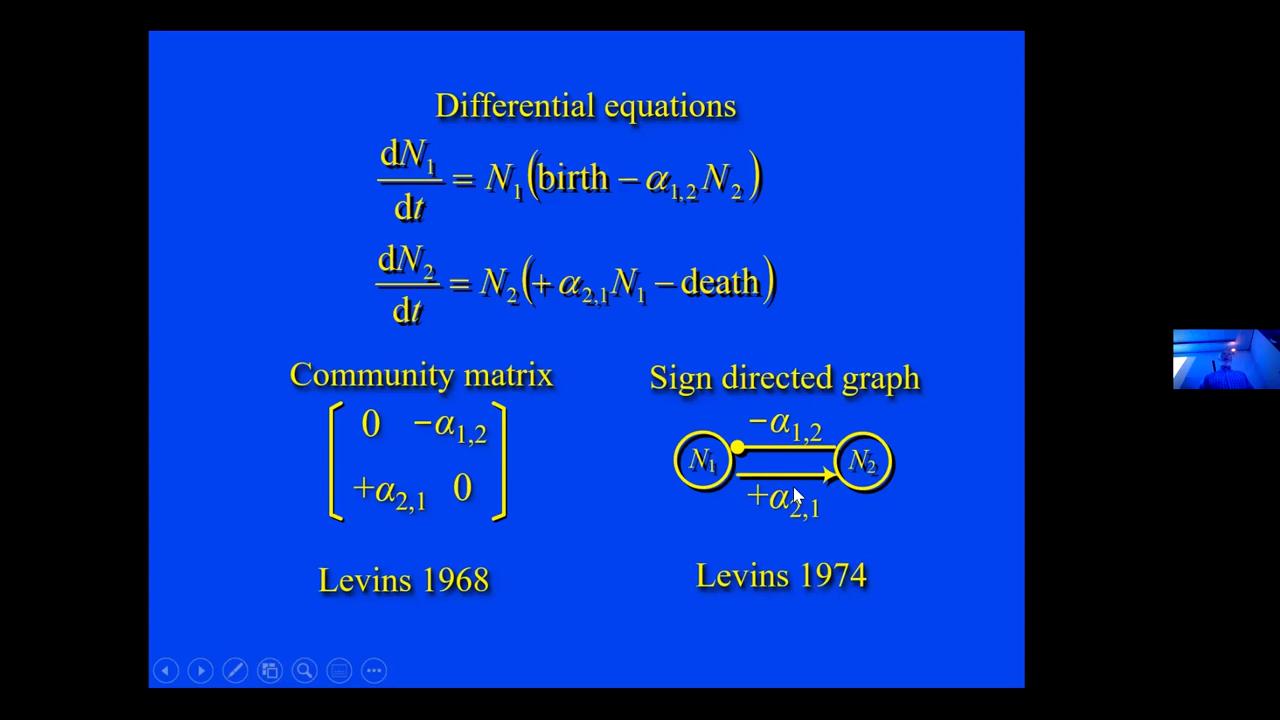 Differential equations
dN₁/dt = N₁(birth − α₁,₂N₂)
dN₂/dt = N₂(+ α₂,₁N₁ − death)
Community matrix
0 −α₁,₂
+α₂,₁ 0
Levins 1968
Sign directed graph
−α₁,₂
N₁ N₂
+α₂,₁
Levins 1974